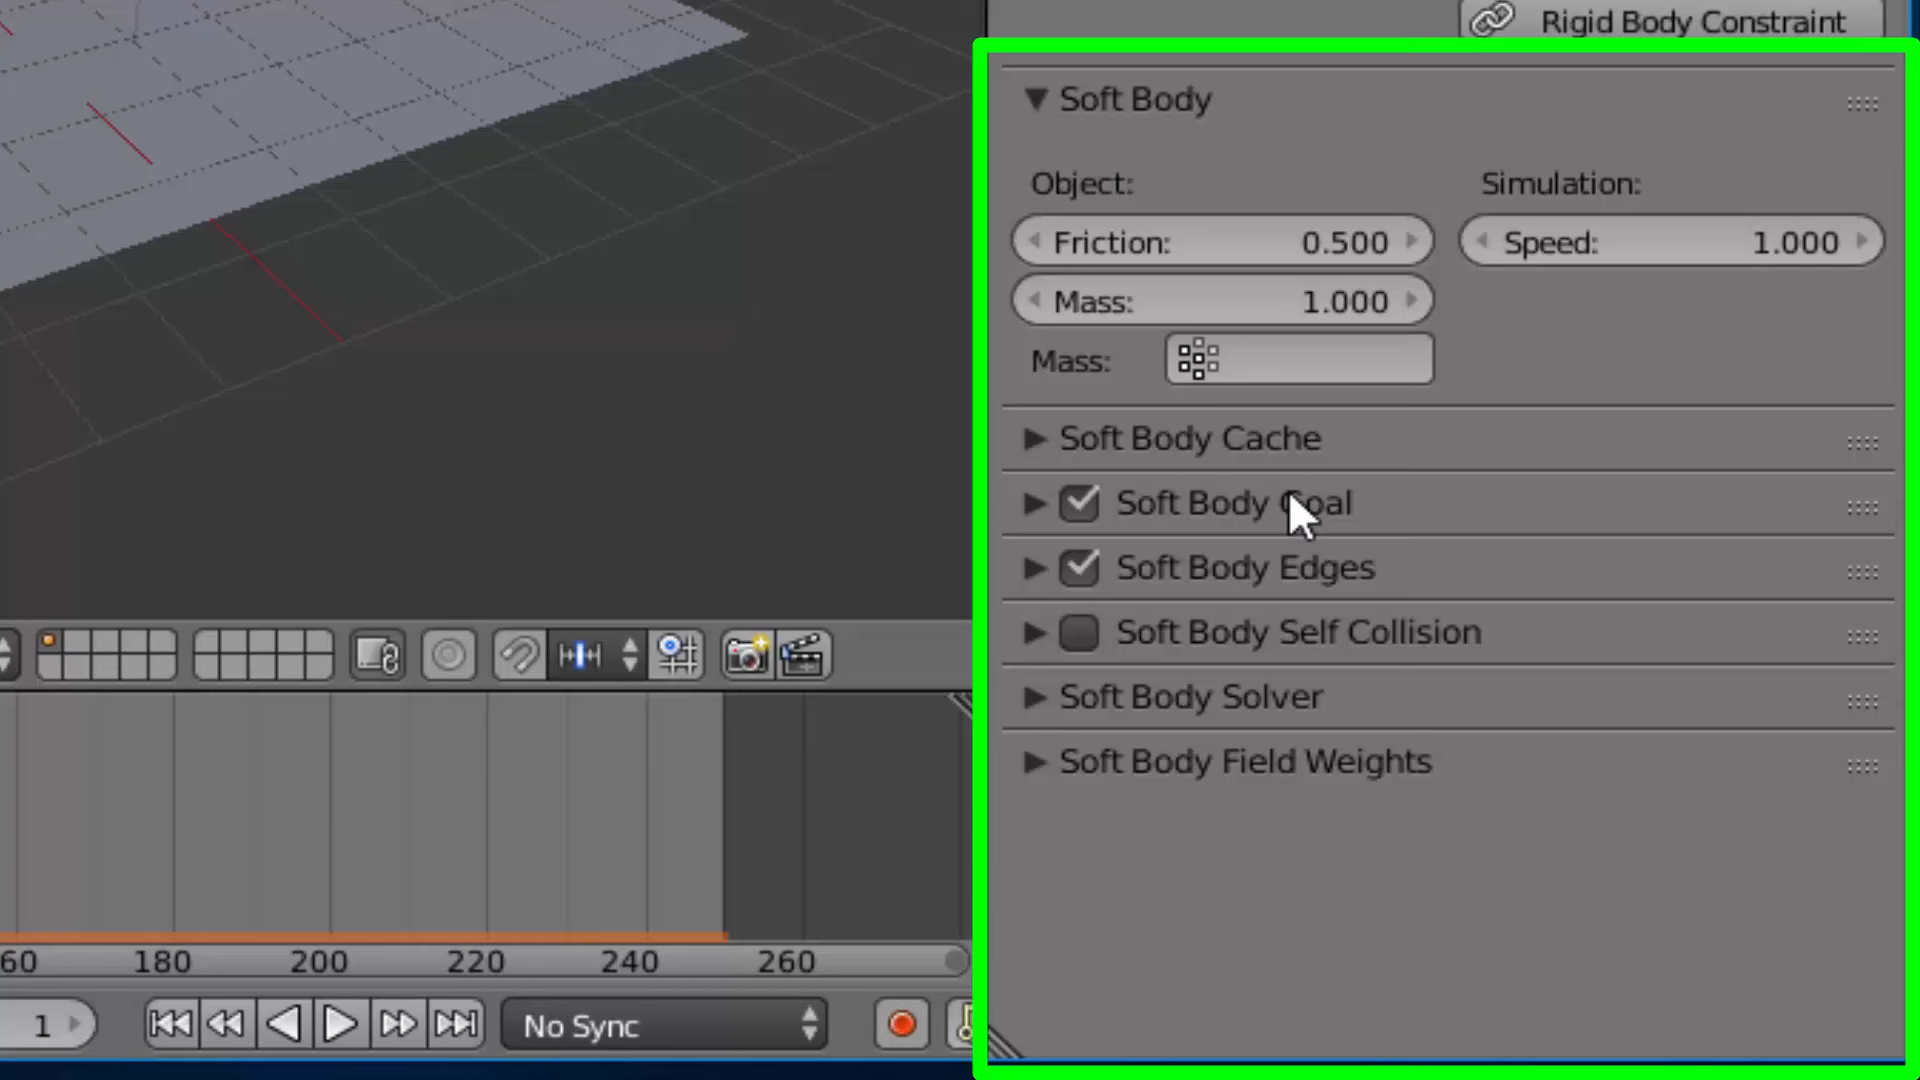 Rigid Body Constraint
Soft Body
Object:
Simulation:
Friction: 0.500
Speed: 1.000
Mass: 1.000
Mass:
Soft Body Cache
Soft Body Goal
Soft Body Edges
Soft Body Self Collision
Soft Body Solver
Soft Body Field Weights
60 180 200 220 240 260
1
No Sync